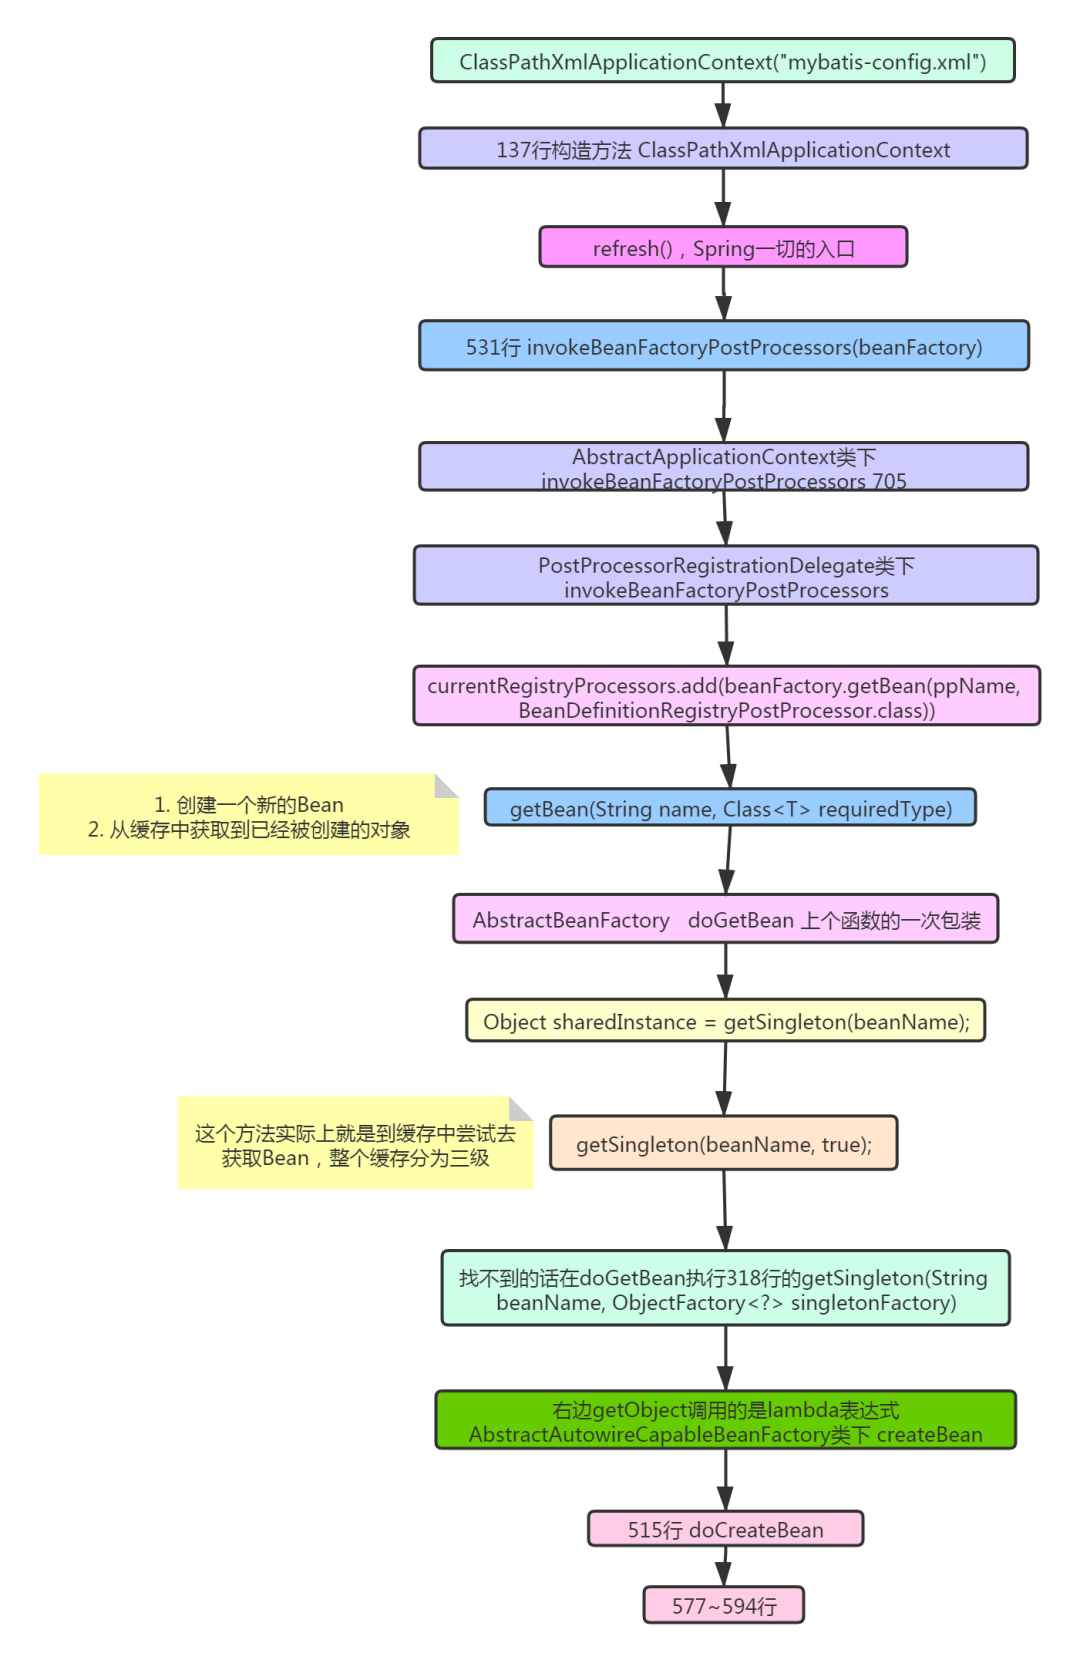 ClassPathXmlApplicationContext("mybatis-config.xml")
137行构造方法 ClassPathXmlApplicationContext
refresh()，Spring一切的入口
531行 invokeBeanFactoryPostProcessors(beanFactory)
AbstractApplicationContext类下
invokeBeanFactoryPostProcessors 705
PostProcessorRegistrationDelegate类下
invokeBeanFactoryPostProcessors
currentRegistryProcessors.add(beanFactory.getBean(ppName,
BeanDefinitionRegistryPostProcessor.class))
1. 创建一个新的Bean
2. 从缓存中获取到已经被创建的对象
getBean(String name, Class<T> requiredType)
AbstractBeanFactory   doGetBean 上个函数的一次包装
Object sharedInstance = getSingleton(beanName);
这个方法实际上就是到缓存中尝试去
获取Bean，整个缓存分为三级
getSingleton(beanName, true);
找不到的话在doGetBean执行318行的getSingleton(String
beanName, ObjectFactory<?> singletonFactory)
右边getObject调用的是lambda表达式
AbstractAutowireCapableBeanFactory类下 createBean
515行 doCreateBean
577~594行